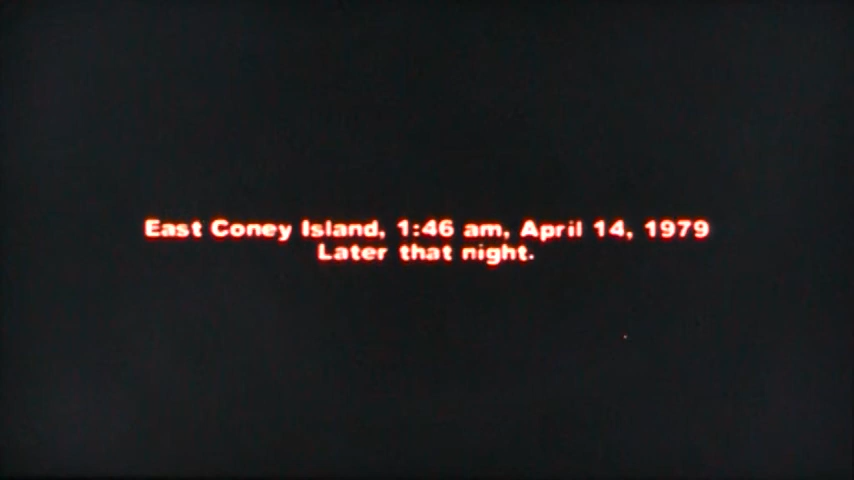 East Coney Island, 1:46 am, April 14, 1979
Later that night.